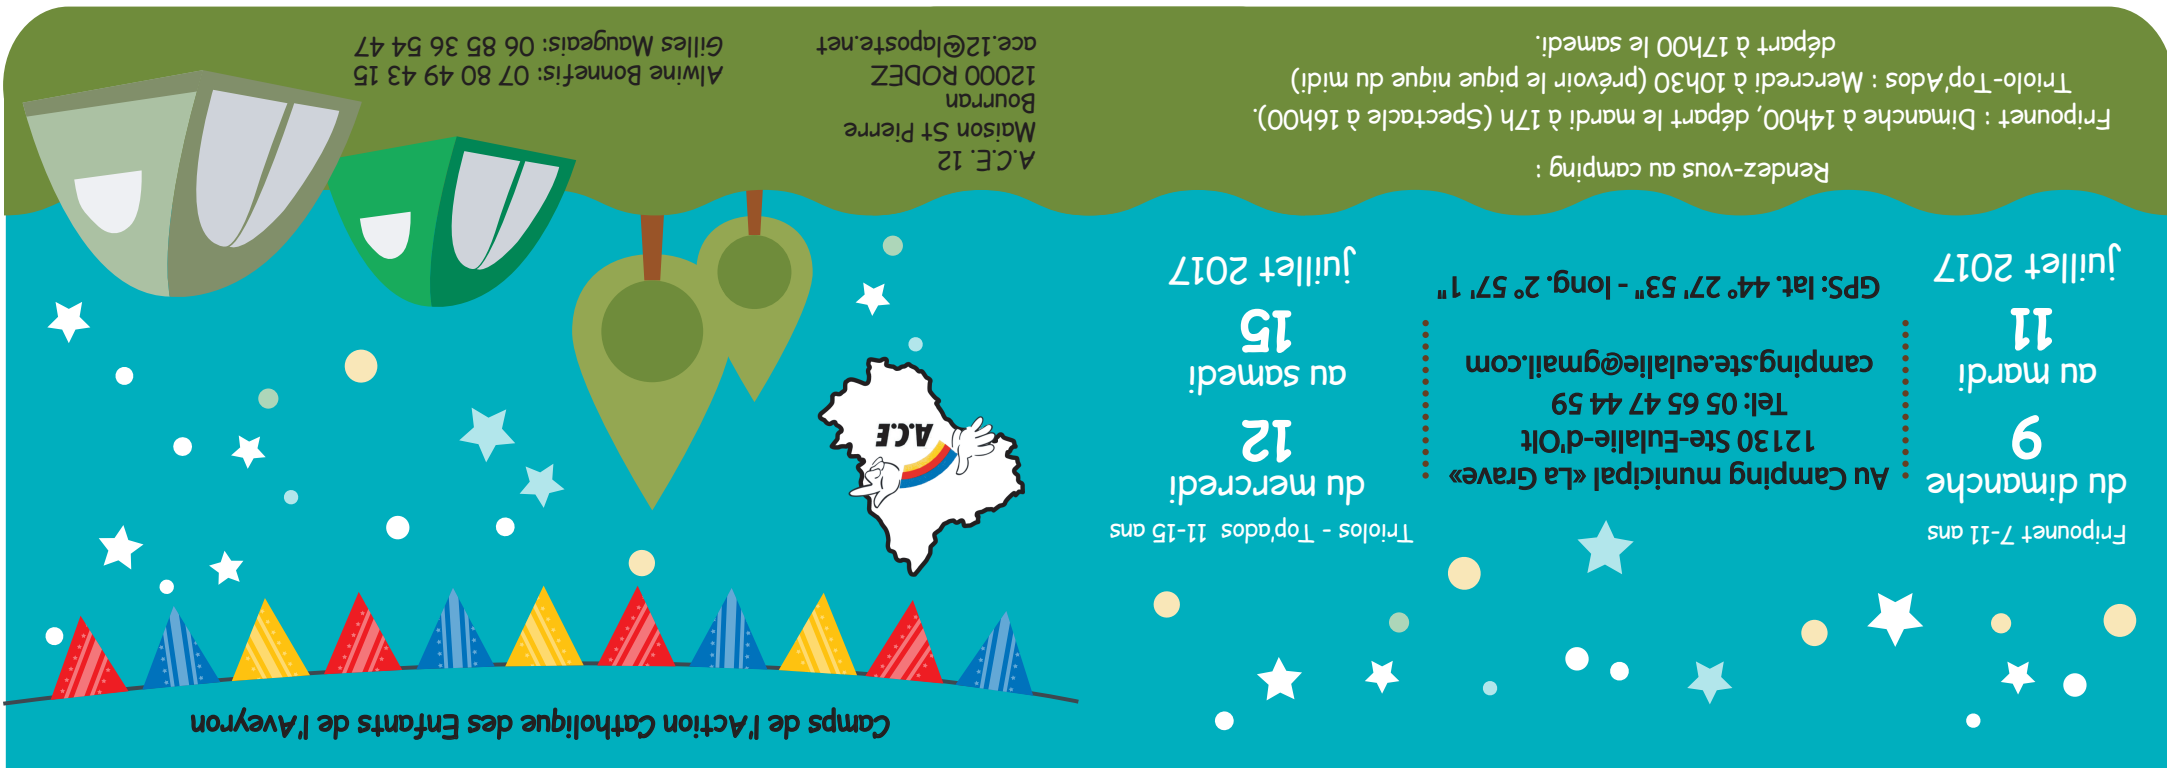 Fripounet 7-11 ans
du dimanche
9
au mardi
11
juillet 2017
Au Camping municipal «La Grave»
12130 Ste-Eulalie-d'Olt
Tel: 05 65 47 44 59
camping.ste.eulalie@gmail.com
GPS: lat. 44° 27' 53" - long. 2° 57' 1"
Triolos - Top'ados 11-15 ans
du mercredi
12
au samedi
15
juillet 2017
Rendez-vous au camping :
Fripounet : Dimanche à 14h00, départ le mardi à 17h (Spectacle à 16h00).
Triolo-Top'Ados : Mercredi à 10h30 (prévoir le pique nique du midi)
départ à 17h00 le samedi.
Camps de l'Action Catholique des Enfants de l'Aveyron
A.C.E
A.C.E. 12
Maison St Pierre
Bourran
12000 RODEZ
ace.12@laposte.net
Alwine Bonnefis: 07 80 49 43 15
Gilles Maugeais: 06 85 36 54 47